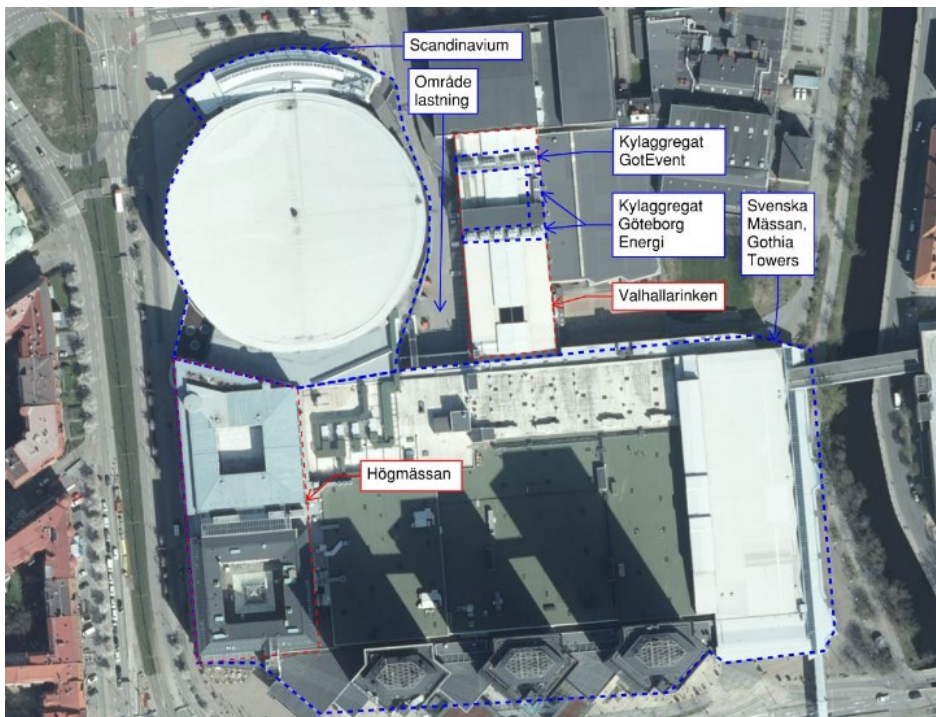 Scandinavium
Område
lastning
Kylaggregat
GotEvent
Kylaggregat
Göteborg
Energi
Svenska
Mässan,
Gothia
Towers
Valhallarinken
Högmässan